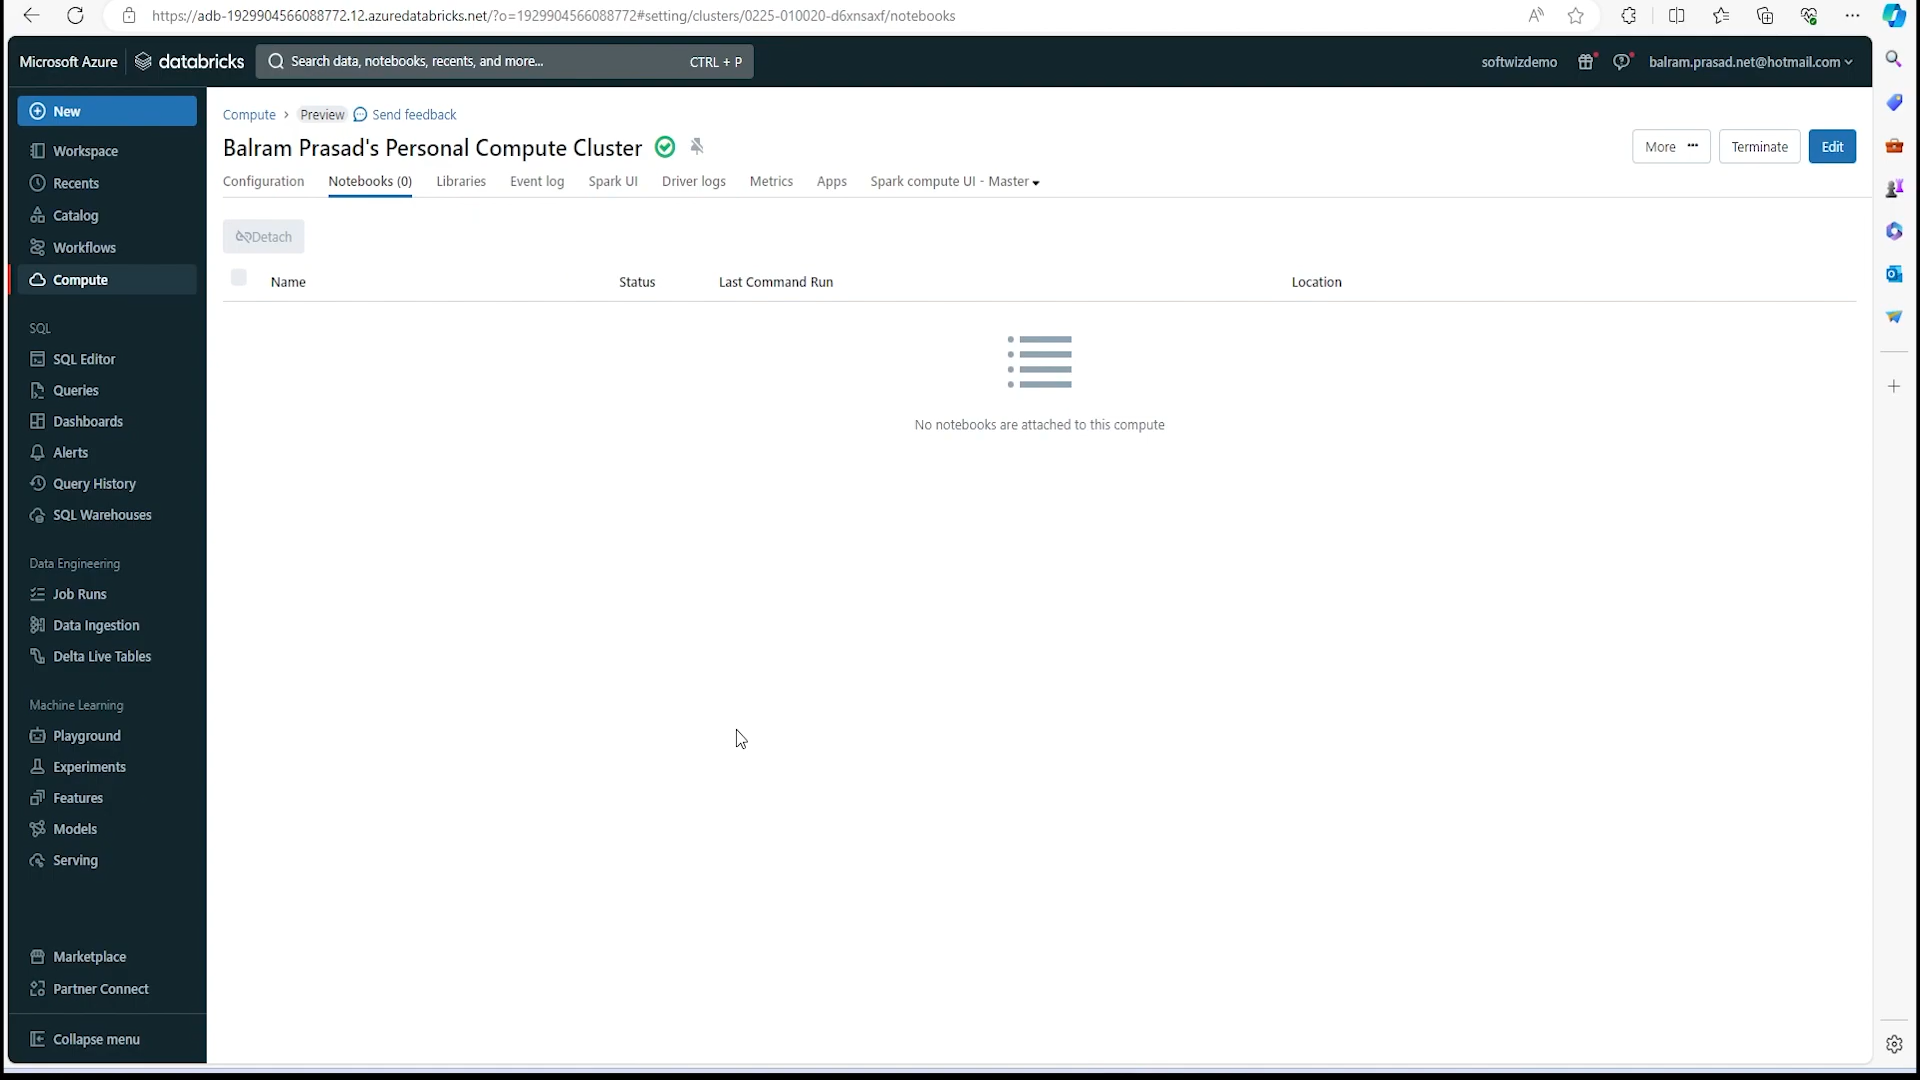 https://adb-1929904566088772.12.azuredatabricks.net/?o=1929904566088772#setting/clusters/0225-010020-d6xnsaxf/notebooks
Microsoft Azure databricks Search data, notebooks, recents, and more... CTRL + P softwizdemo balram.prasad.net@hotmail.com
New
Workspace
Recents
Catalog
Workflows
Compute
SQL
SQL Editor
Queries
Dashboards
Alerts
Query History
SQL Warehouses
Data Engineering
Job Runs
Data Ingestion
Delta Live Tables
Machine Learning
Playground
Experiments
Features
Models
Serving
Marketplace
Partner Connect
Collapse menu
Compute > Preview Send feedback
Balram Prasad's Personal Compute Cluster
More ... Terminate Edit
Configuration Notebooks (0) Libraries Event log Spark UI Driver logs Metrics Apps Spark compute UI - Master
Detach
Name Status Last Command Run Location
No notebooks are attached to this compute